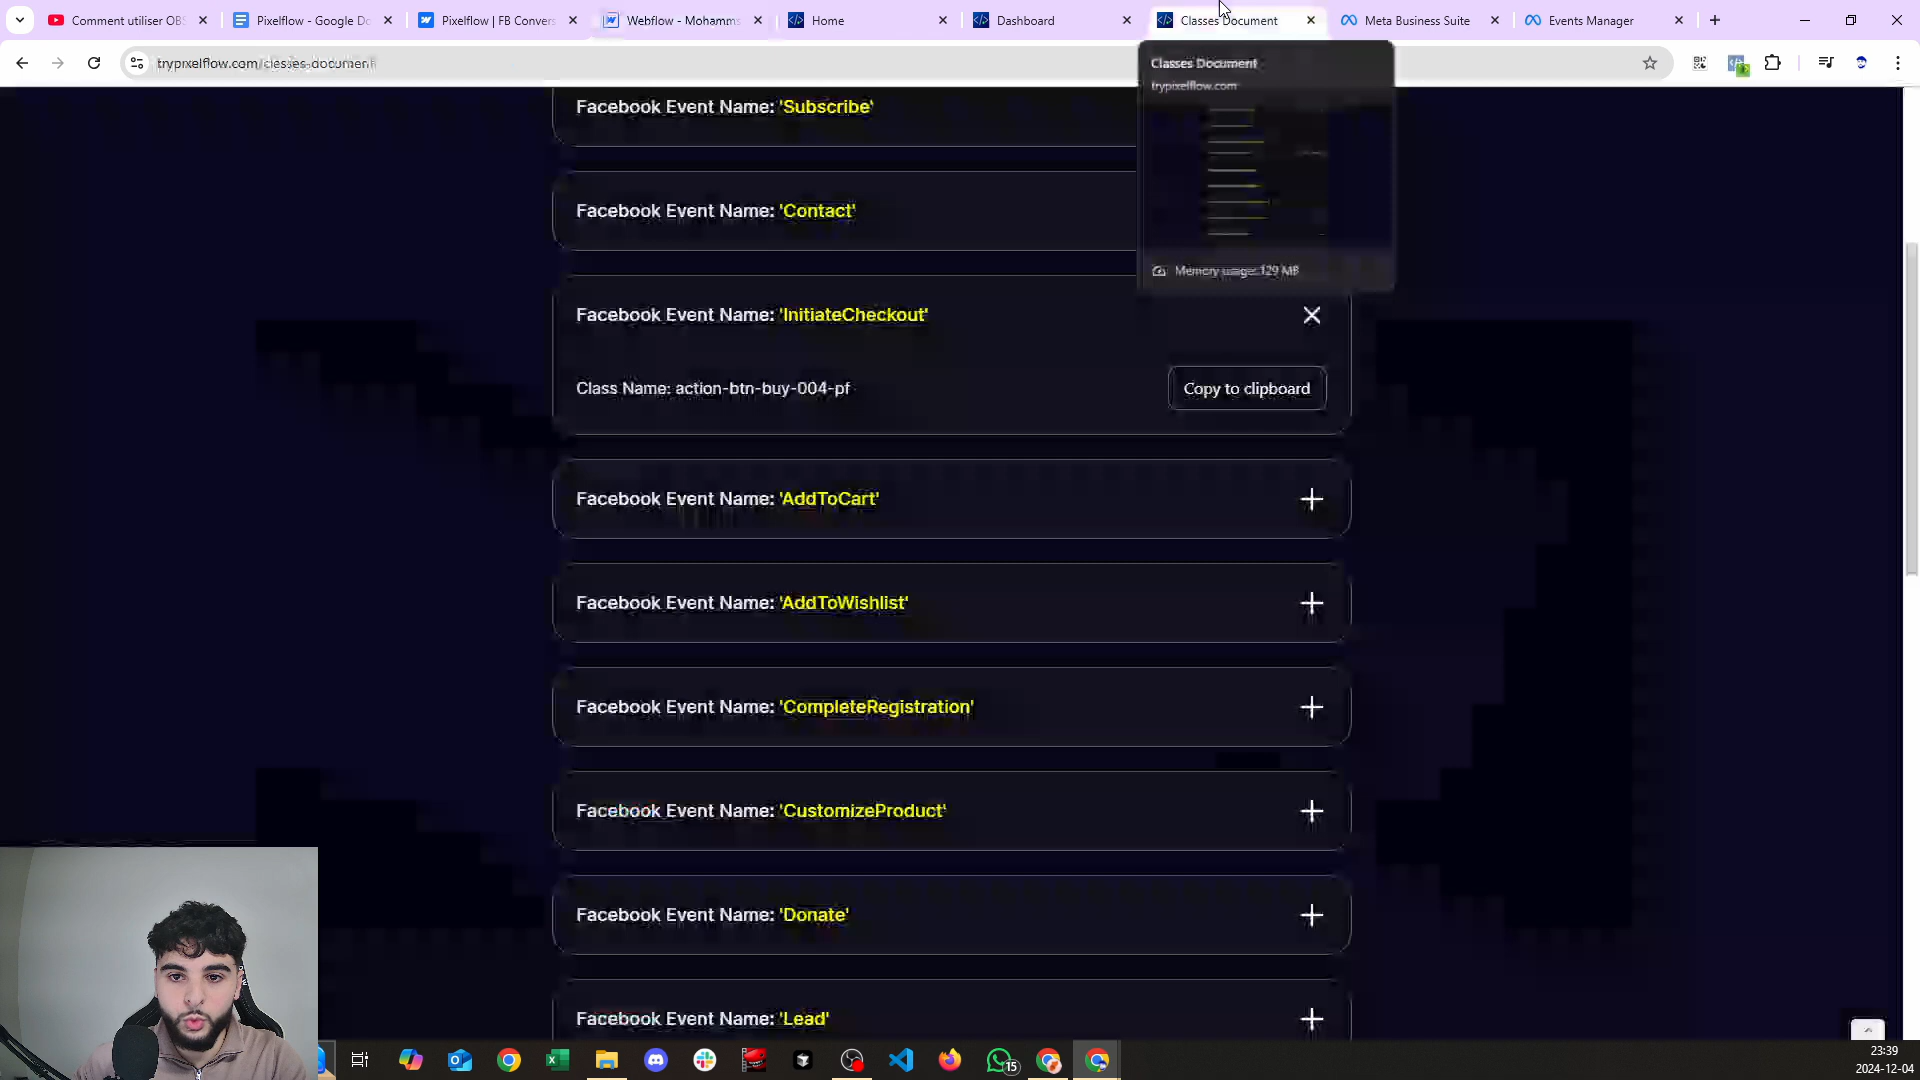 Comment utiliser OBS
Pixelflow - Google Do
Pixelflow | FB Convers
Webflow - Mohamms
Home
Dashboard
Classes Document
Meta Business Suite
Events Manager
trypixelflow.com/classes-document
Classes Document
trypixelflow.com
Memory usage: 129 MB
Facebook Event Name: 'Subscribe'
Facebook Event Name: 'Contact'
Facebook Event Name: 'InitiateCheckout'
Class Name: action-btn-buy-004-pf
Copy to clipboard
Facebook Event Name: 'AddToCart'
Facebook Event Name: 'AddToWishlist'
Facebook Event Name: 'CompleteRegistration'
Facebook Event Name: 'CustomizeProduct'
Facebook Event Name: 'Donate'
Facebook Event Name: 'Lead'
15
23:39
2024-12-04